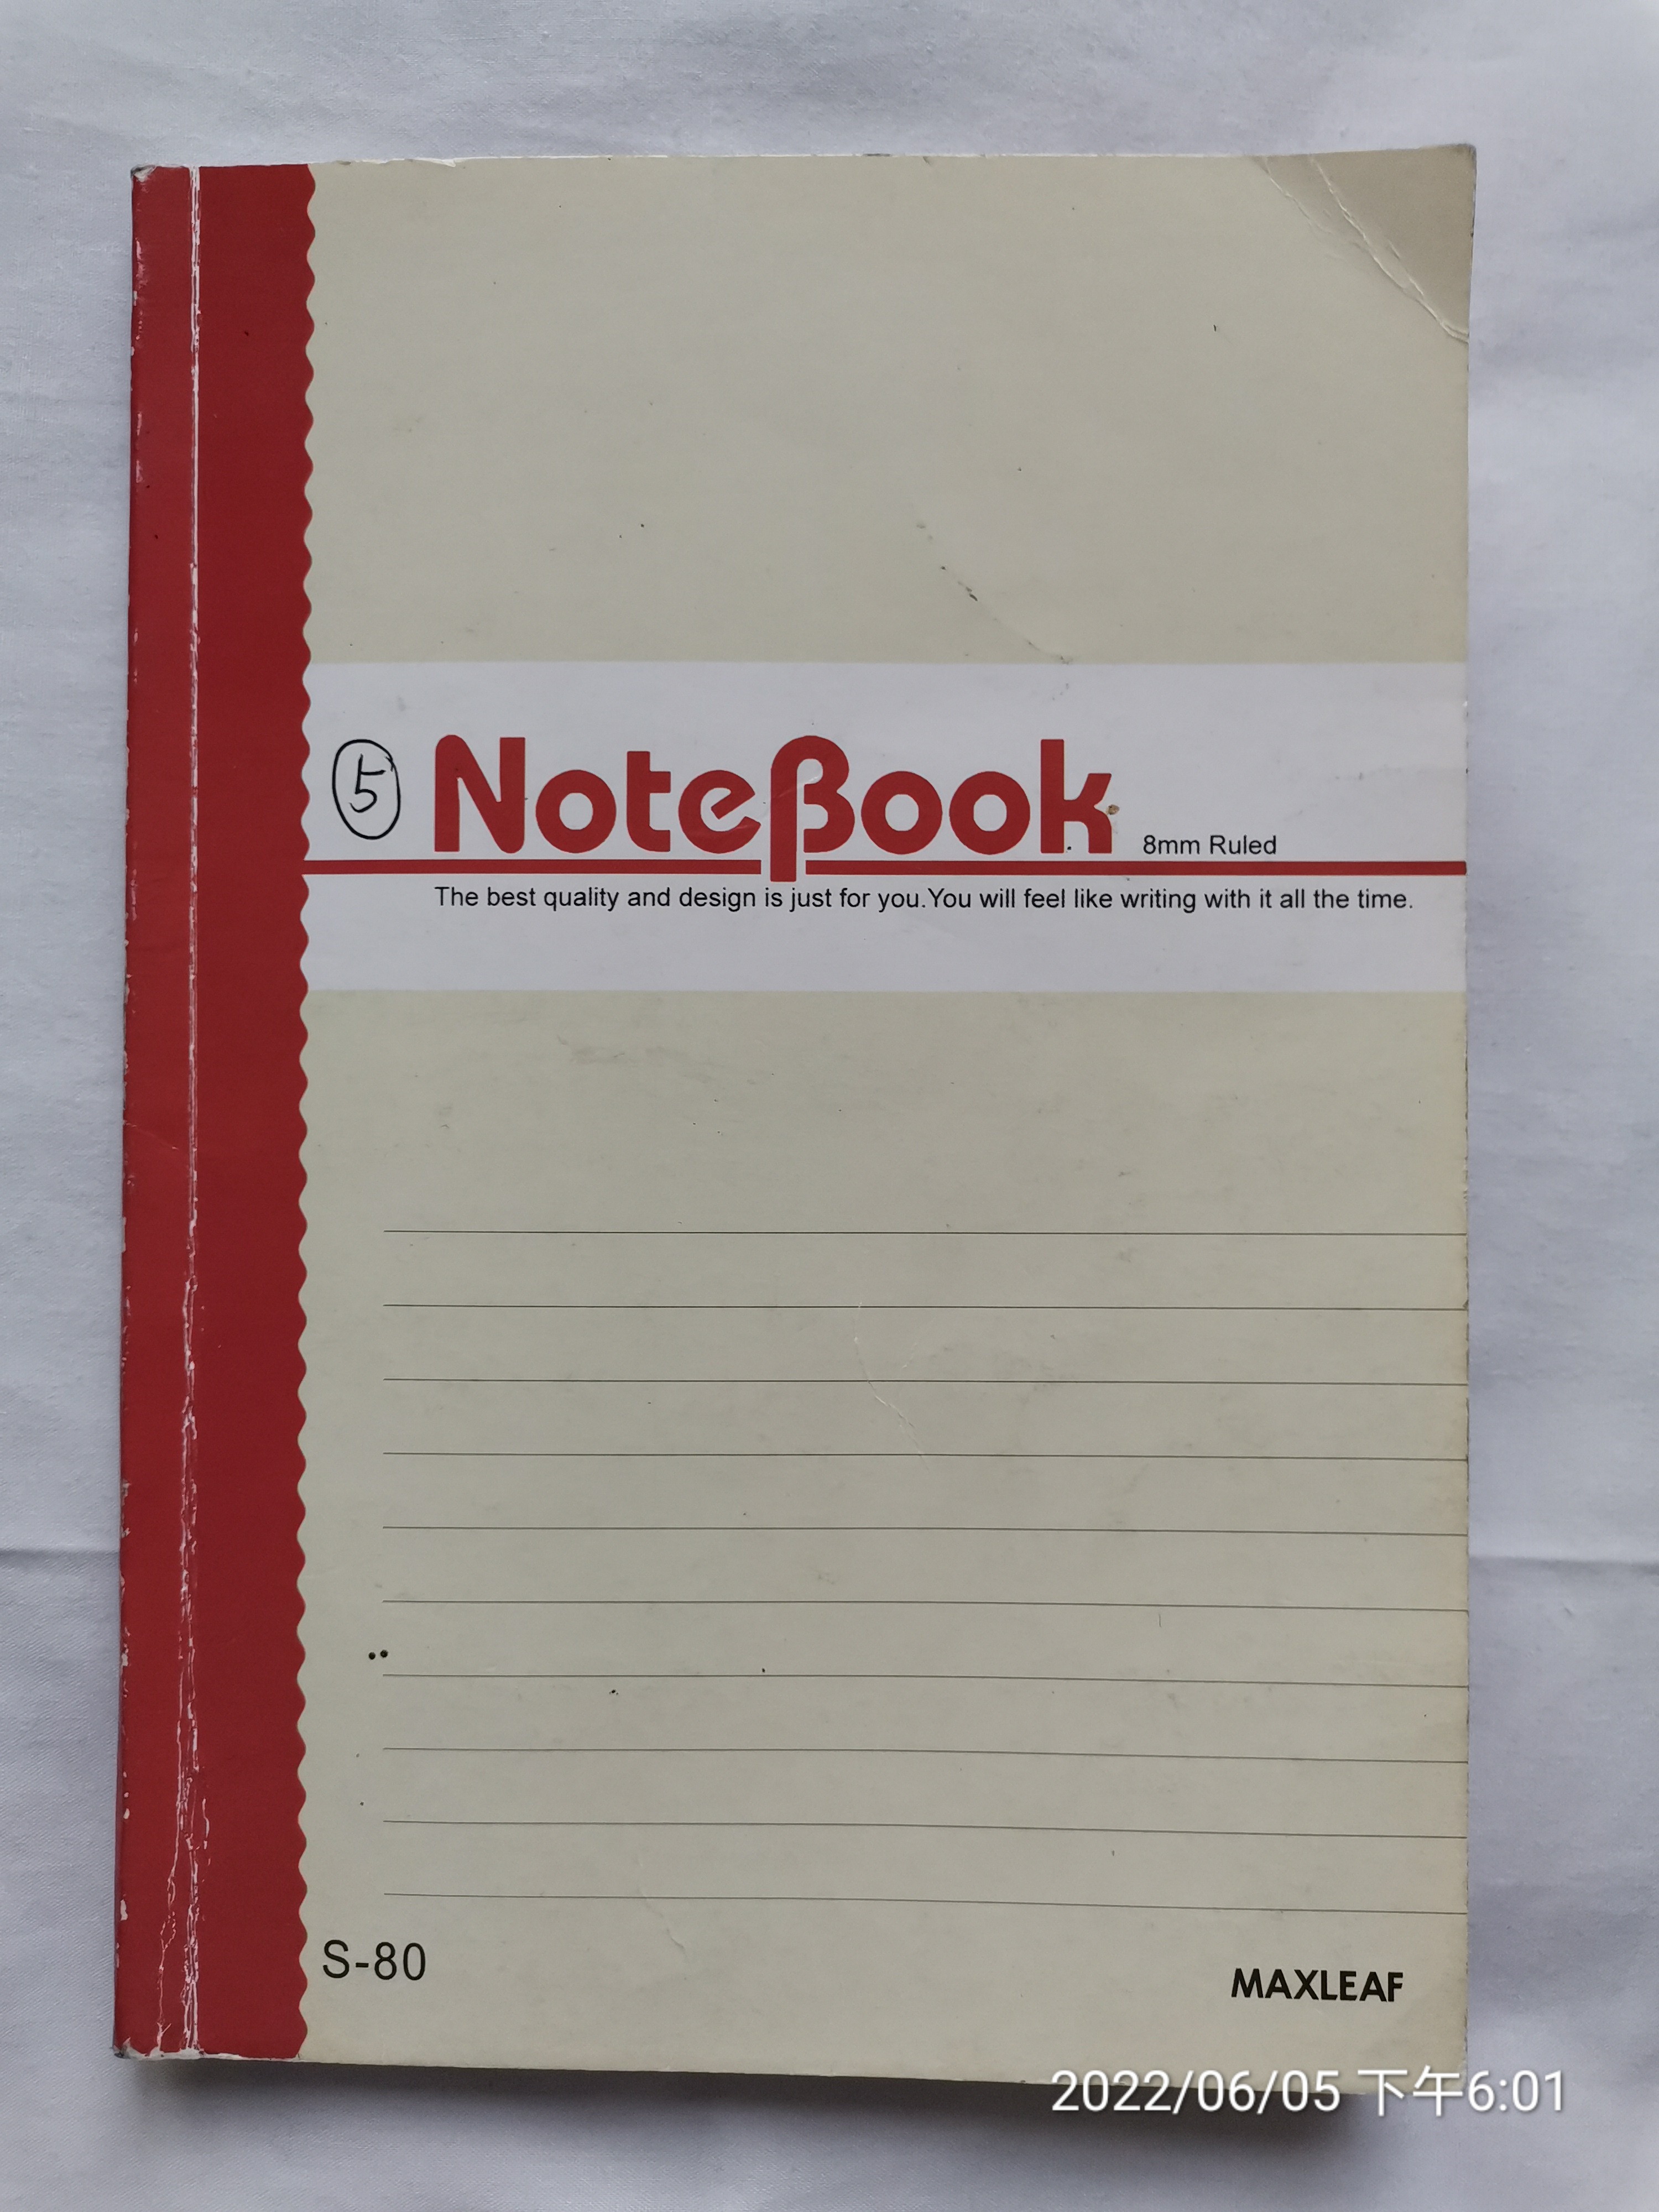 ⑤ NoteBook 8mm Ruled
The best quality and design is just for you.You will feel like writing with it all the time.
S-80
MAXLEAF
2022/06/05 下午6:01